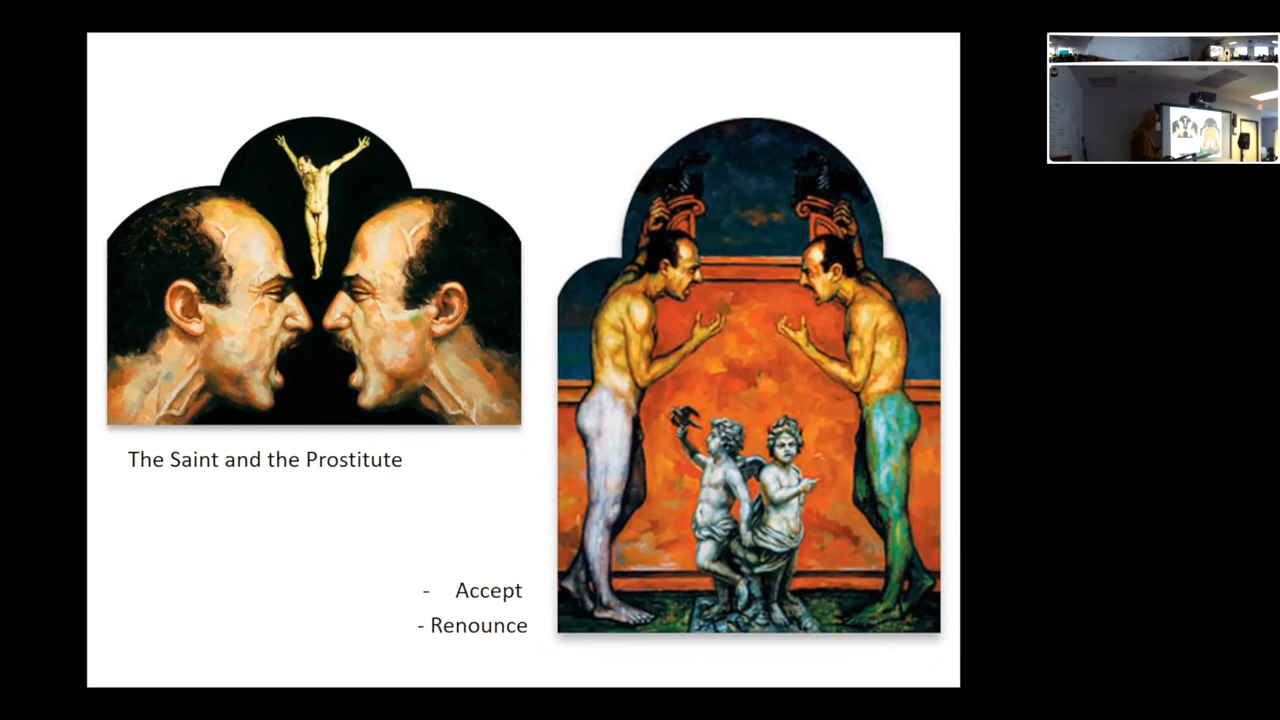 The Saint and the Prostitute
- Accept
- Renounce